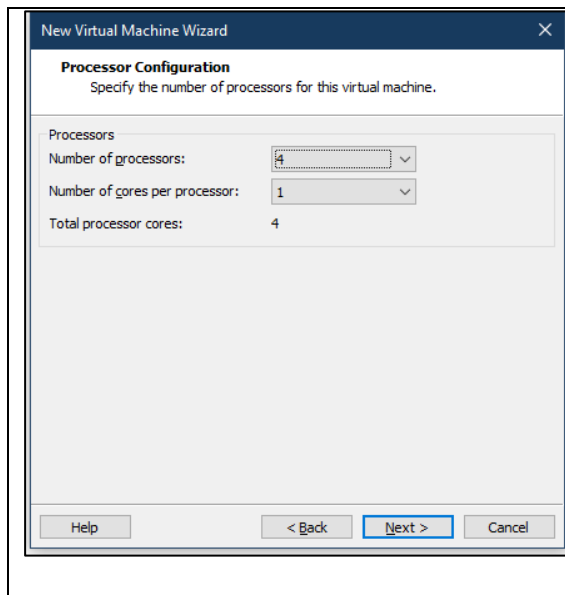 New Virtual Machine Wizard
Processor Configuration
Specify the number of processors for this virtual machine.
Processors
Number of processors: 4
Number of cores per processor: 1
Total processor cores: 4
Help < Back Next > Cancel